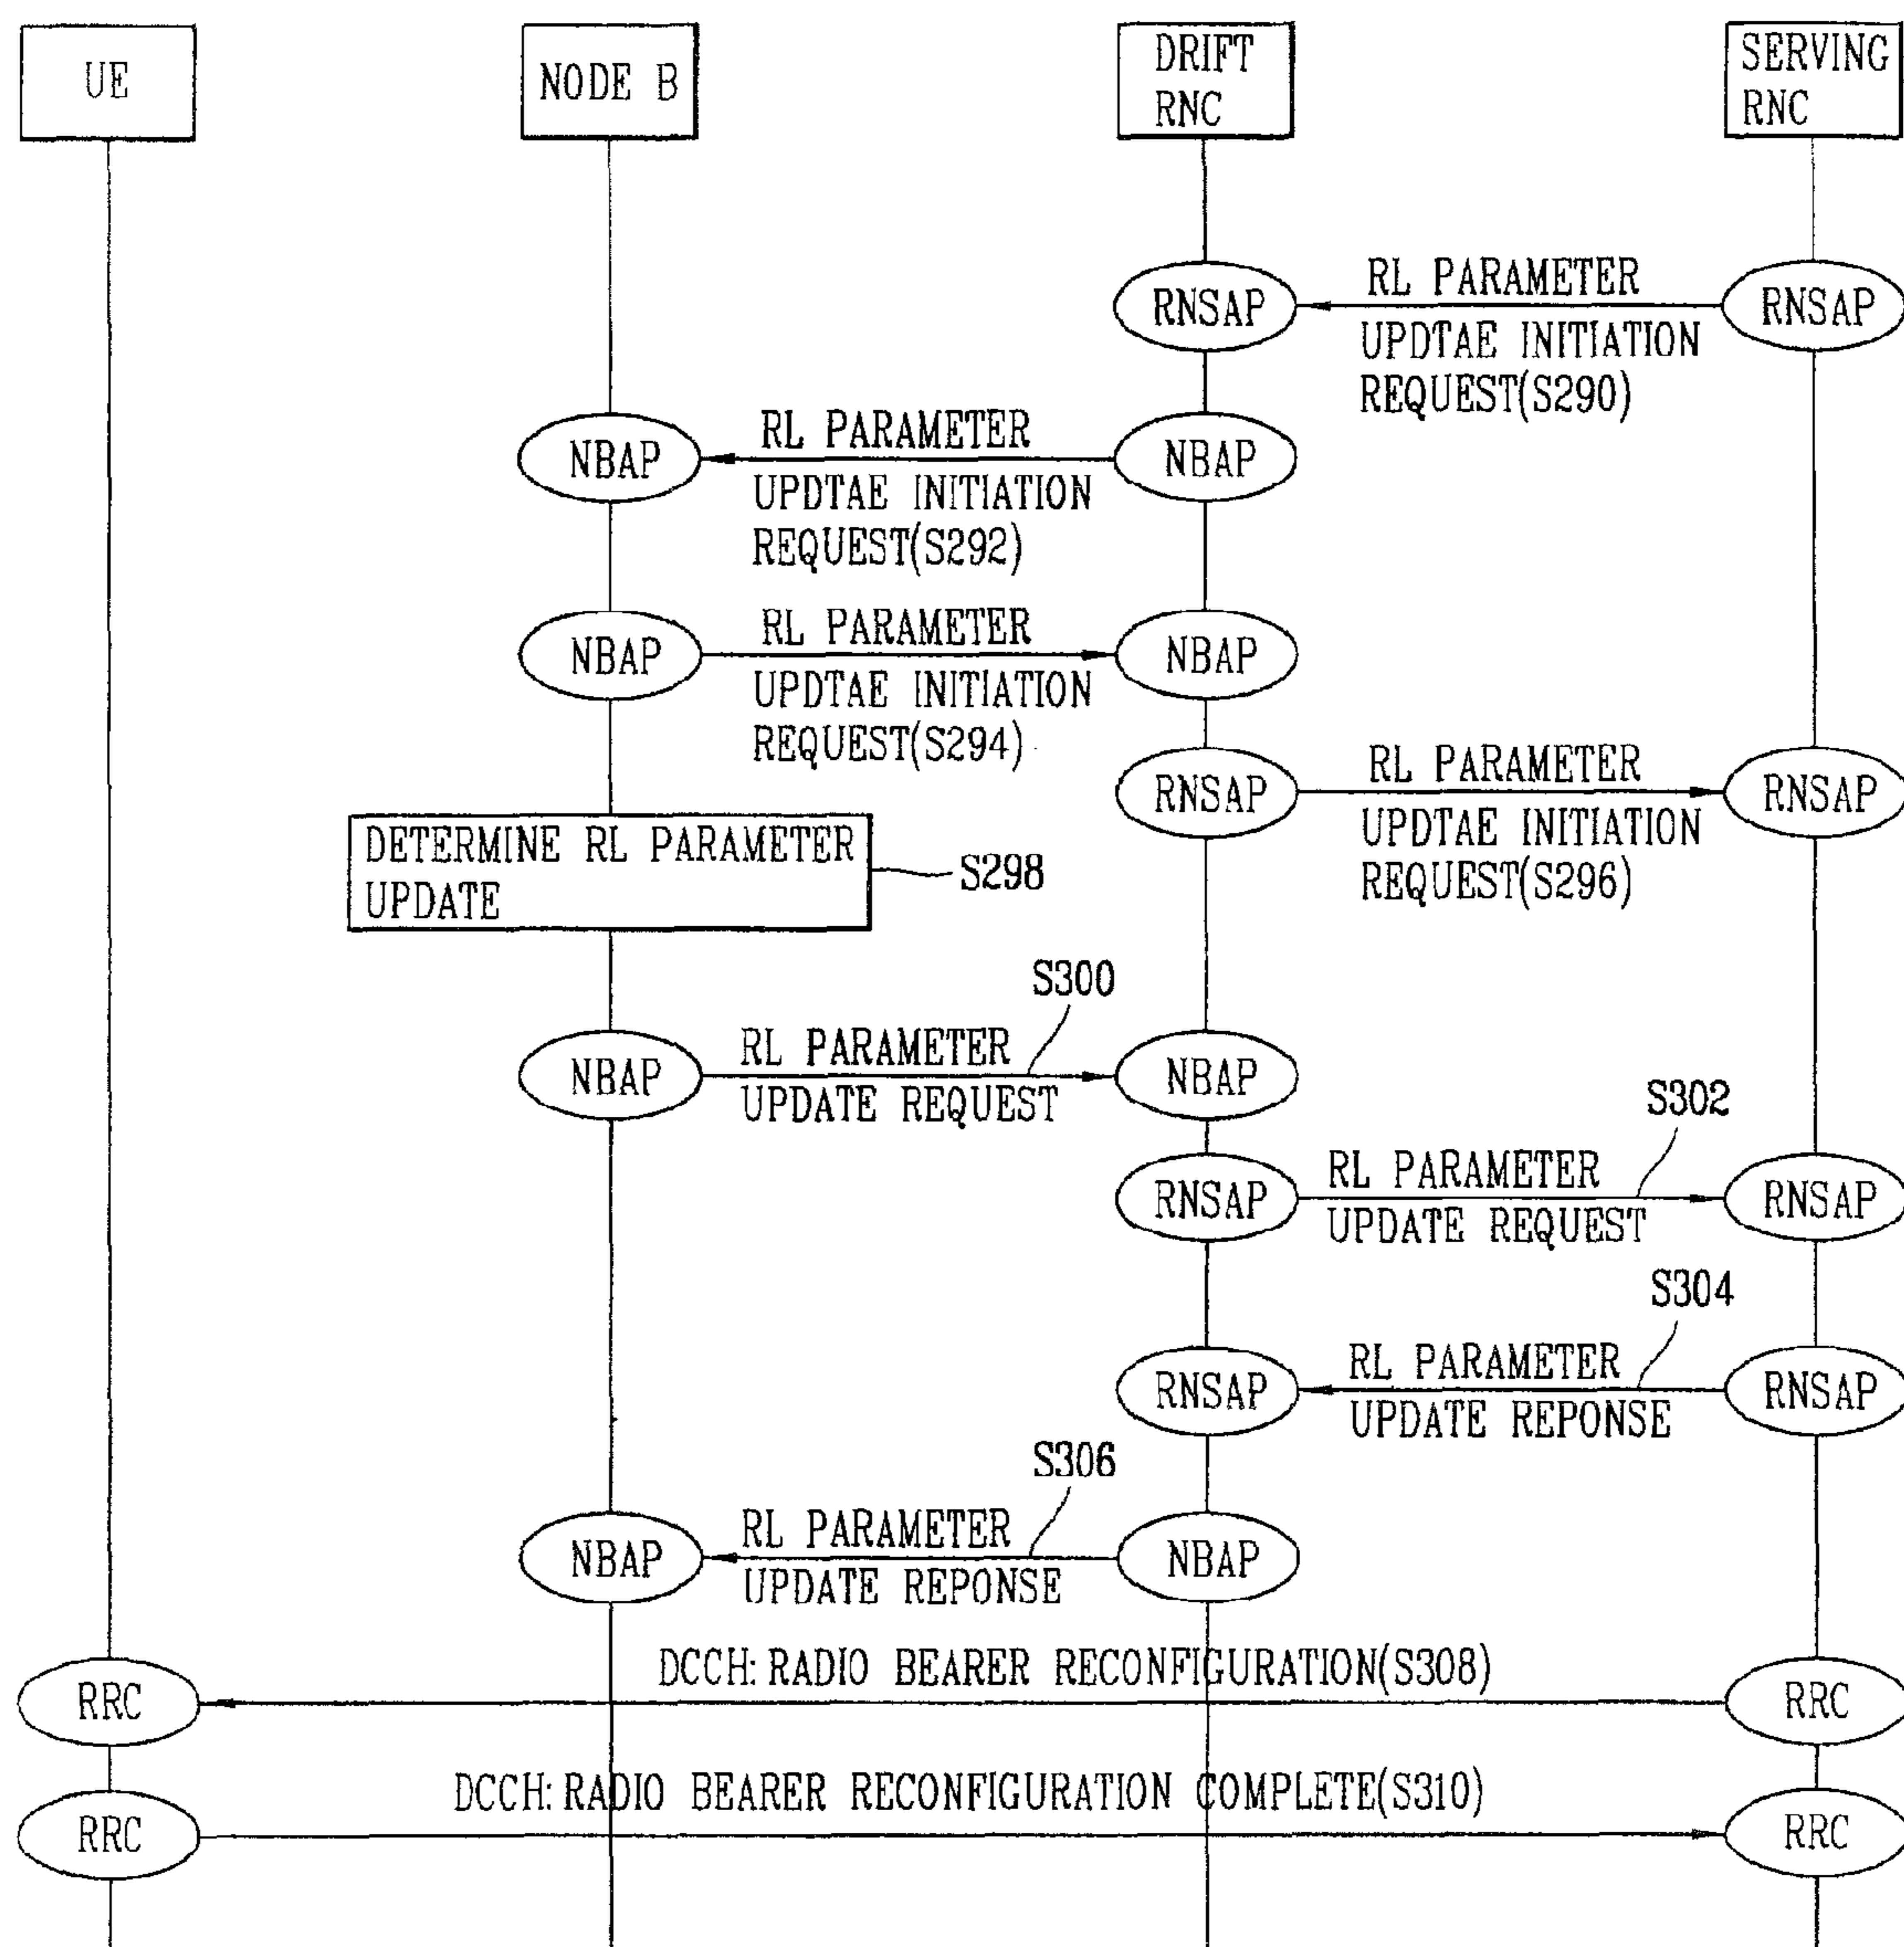 UE
NODE B
DRIFT
RNC
SERVING
RNC
RNSAP
RL PARAMETER
UPDTAE INITIATION
REQUEST(S290)
RNSAP
NBAP
RL PARAMETER
UPDTAE INITIATION
REQUEST(S292)
NBAP
NBAP
RL PARAMETER
UPDTAE INITIATION
REQUEST(S294)
NBAP
RNSAP
RL PARAMETER
UPDTAE INITIATION
REQUEST(S296)
RNSAP
DETERMINE RL PARAMETER
UPDATE
S298
S300
NBAP
RL PARAMETER
UPDATE REQUEST
NBAP
S302
RNSAP
RL PARAMETER
UPDATE REQUEST
RNSAP
S304
RNSAP
RL PARAMETER
UPDATE REPONSE
RNSAP
S306
NBAP
RL PARAMETER
UPDATE REPONSE
NBAP
RRC
DCCH: RADIO BEARER RECONFIGURATION(S308)
RRC
RRC
DCCH: RADIO BEARER RECONFIGURATION COMPLETE(S310)
RRC